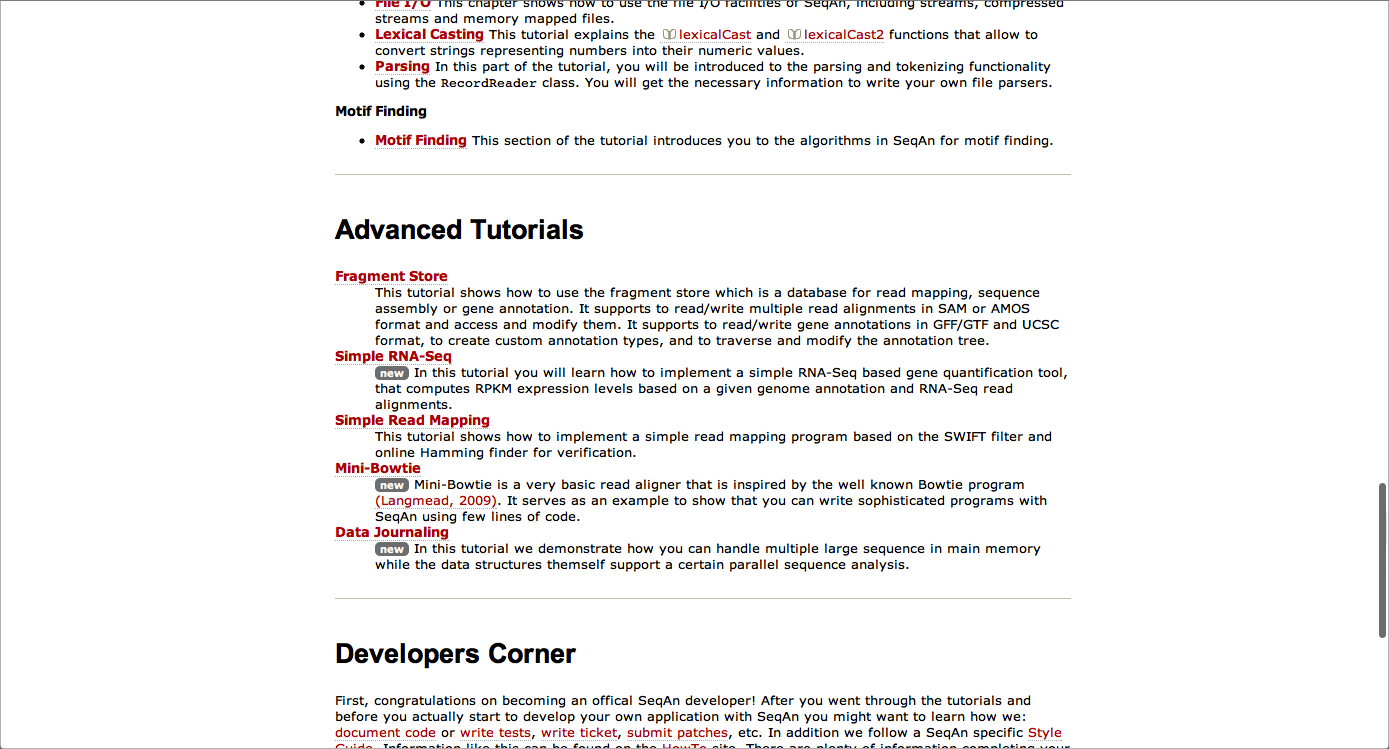 File I/O This chapter shows how to use the file I/O facilities of SeqAn, including streams, compressed
streams and memory mapped files.
Lexical Casting This tutorial explains the lexicalCast and lexicalCast2 functions that allow to
convert strings representing numbers into their numeric values.
Parsing In this part of the tutorial, you will be introduced to the parsing and tokenizing functionality
using the RecordReader class. You will get the necessary information to write your own file parsers.
Motif Finding
Motif Finding This section of the tutorial introduces you to the algorithms in SeqAn for motif finding.
Advanced Tutorials
Fragment Store
This tutorial shows how to use the fragment store which is a database for read mapping, sequence
assembly or gene annotation. It supports to read/write multiple read alignments in SAM or AMOS
format and access and modify them. It supports to read/write gene annotations in GFF/GTF and UCSC
format, to create custom annotation types, and to traverse and modify the annotation tree.
Simple RNA-Seq
new In this tutorial you will learn how to implement a simple RNA-Seq based gene quantification tool,
that computes RPKM expression levels based on a given genome annotation and RNA-Seq read
alignments.
Simple Read Mapping
This tutorial shows how to implement a simple read mapping program based on the SWIFT filter and
online Hamming finder for verification.
Mini-Bowtie
new Mini-Bowtie is a very basic read aligner that is inspired by the well known Bowtie program
(Langmead, 2009). It serves as an example to show that you can write sophisticated programs with
SeqAn using few lines of code.
Data Journaling
new In this tutorial we demonstrate how you can handle multiple large sequence in main memory
while the data structures themself support a certain parallel sequence analysis.
Developers Corner
First, congratulations on becoming an offical SeqAn developer! After you went through the tutorials and
before you actually start to develop your own application with SeqAn you might want to learn how we:
document code or write tests, write ticket, submit patches, etc. In addition we follow a SeqAn specific Style
Guide. Information like this can be found on the HowTo site. There are plenty of information completing your